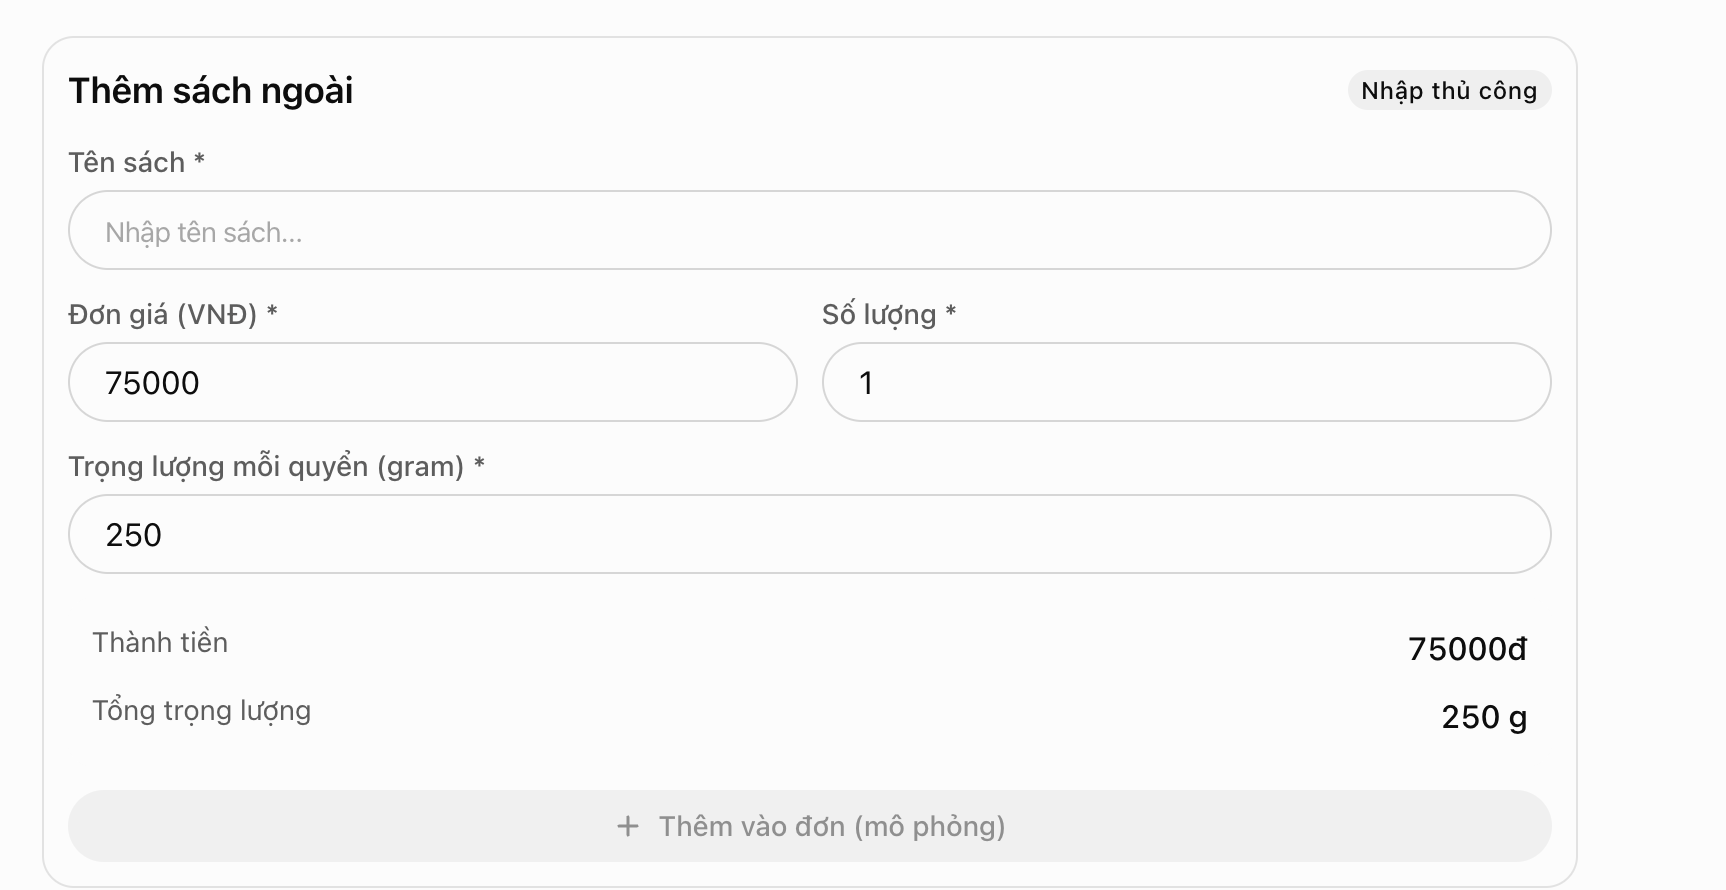 Thêm sách ngoài
Nhập thủ công
Tên sách *
Nhập tên sách...
Đơn giá (VNĐ) *
Số lượng *
75000
1
Trọng lượng mỗi quyển (gram) *
250
Thành tiền
75000đ
Tổng trọng lượng
250 g
+ Thêm vào đơn (mô phỏng)